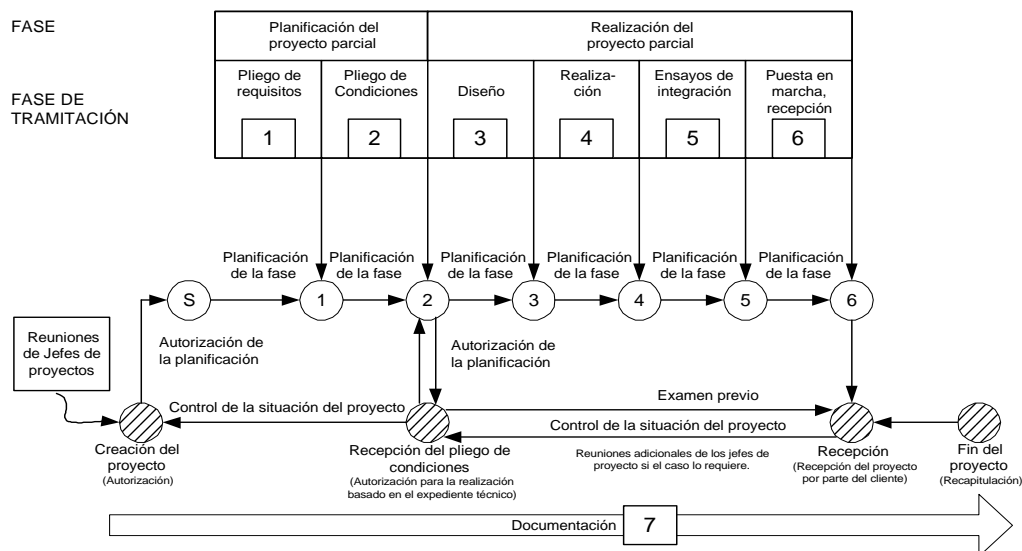 FASE
Planificación del
proyecto parcial
Realización del
proyecto parcial
FASE DE
TRAMITACIÓN
Pliego de
requisitos
1
Pliego de
Condiciones
2
Diseño
3
Realiza-
ción
4
Ensayos de
integración
5
Puesta en
marcha,
recepción
6
Planificación
de la fase
Planificación
de la fase
Planificación
de la fase
Planificación
de la fase
Planificación
de la fase
Planificación
de la fase
S
1
2
3
4
5
6
Reuniones
de Jefes de
proyectos
Autorización de
la planificación
Autorización de
la planificación
Control de la situación del proyecto
Examen previo
Control de la situación del proyecto
Creación del
proyecto
(Autorización)
Recepción del pliego de
condiciones
(Autorización para la realización
basado en el expediente técnico)
Reuniones adicionales de los jefes de
proyecto si el caso lo requiere.
Recepción
(Recepción del proyecto
por parte del cliente)
Fin del
proyecto
(Recapitulación)
Documentación
7